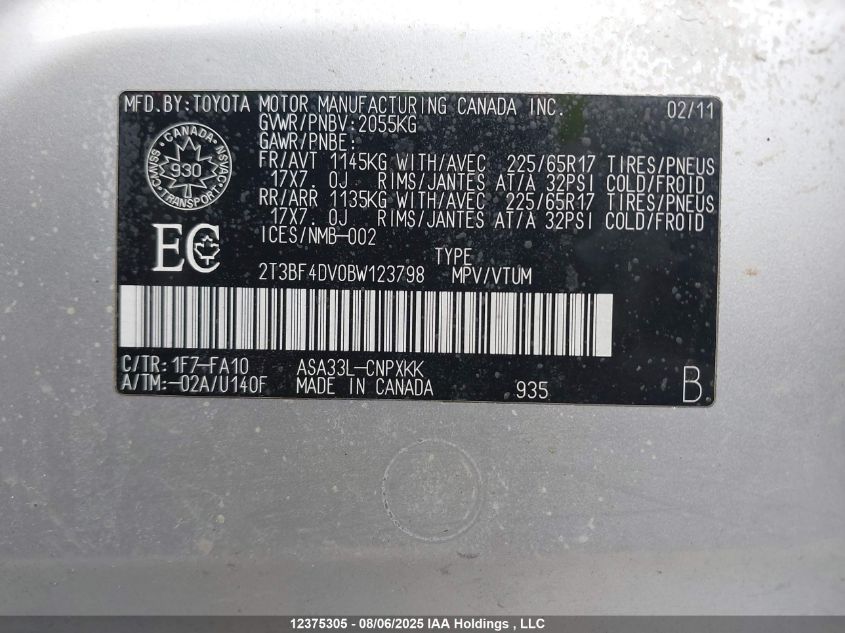 MFD.BY:TOYOTA MOTOR MANUFACTURING CANADA INC. 02/11
GVWR/PNBV:2055KG
GAWR/PNBE:
FR/AVT 1145KG WITH/AVEC 225/65R17 TIRES/PNEUS
17X7.0J RIMS/JANTES AT/A 32PSI COLD/FROID
RR/ARR 1135KG WITH/AVEC 225/65R17 TIRES/PNEUS
17X7.0J RIMS/JANTES AT/A 32PSI COLD/FROID
ICES/NMB-002
CANADA
SSMVC
930
NSVAC
TRANSPORT
EC
TYPE
2T3BF4DV0BW123798 MPV/VTUM
C/TR:1F7-FA10 ASA33L-CNPXKK
A/TM:-02A/U140F MADE IN CANADA 935 B
12375305 - 08/06/2025 IAA Holdings , LLC